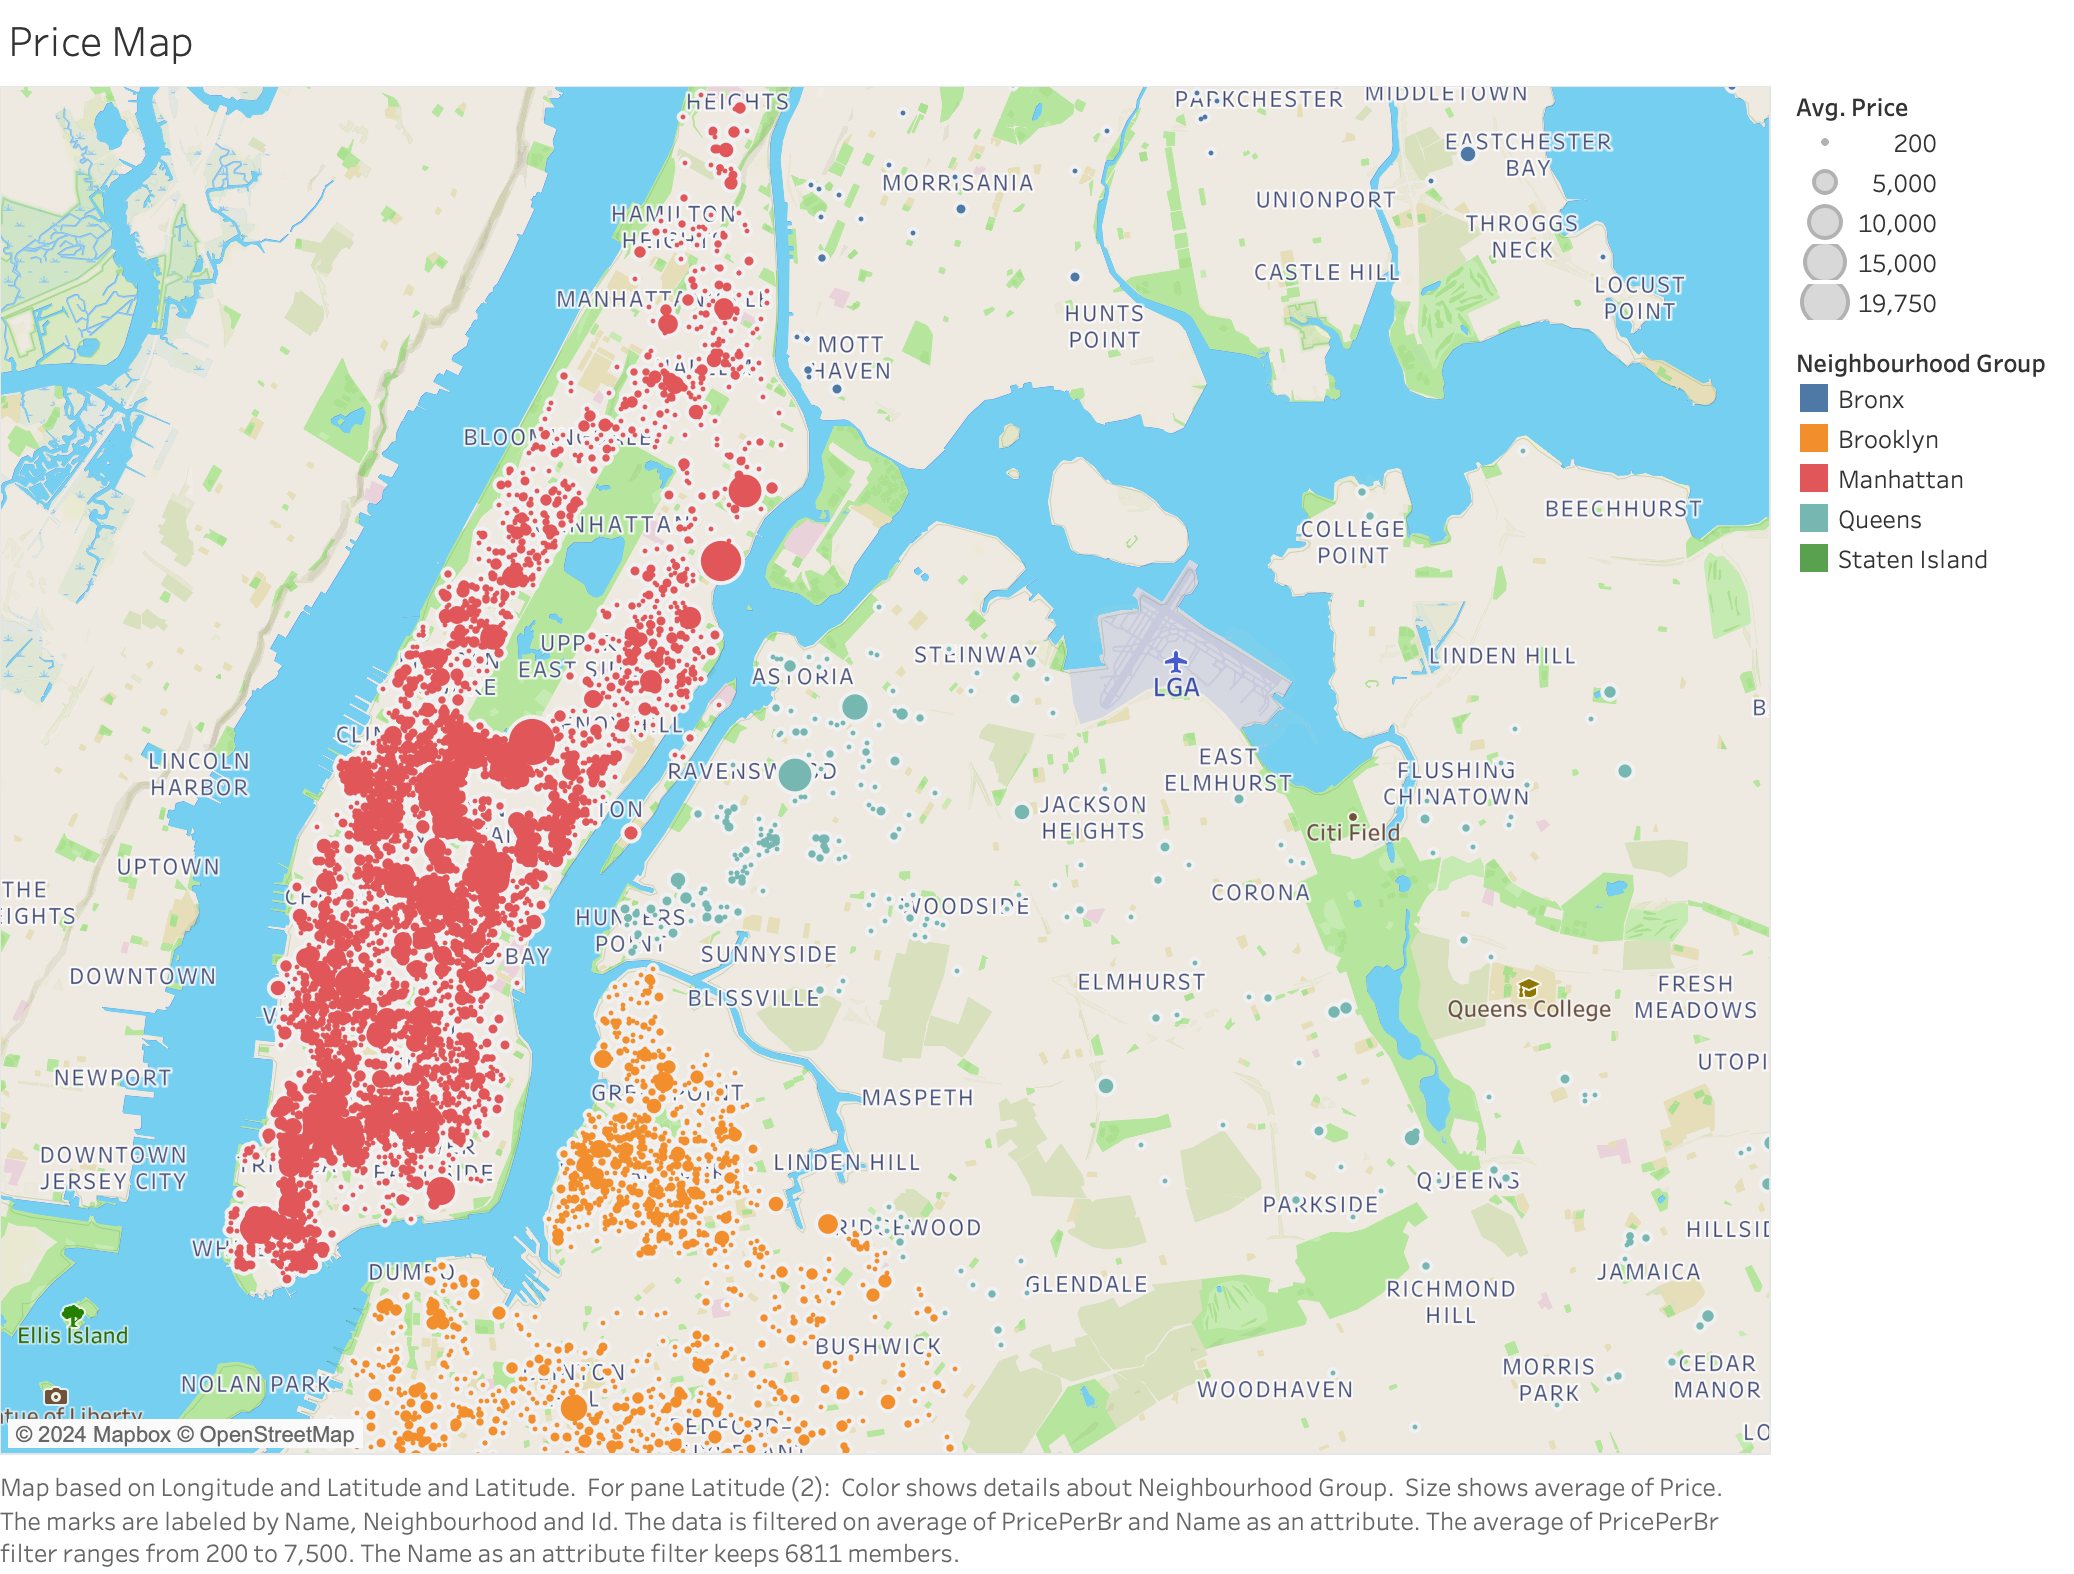 Price Map
HEIGHTS
PARKCHESTER
MIDDLETOWN
EASTCHESTER
BAY
MORRISANIA
UNIONPORT
THROGGS
NECK
HAMILTON
HEIGHTS
CASTLE HILL
LOCUST
POINT
HUNTS
POINT
MOTT
HAVEN
COLLEGE
POINT
BEECHHURST
STEINWAY
LINDEN HILL
ASTORIA
UPPER
LGA
B
LINCOLN
HARBOR
RAVENSWOOD
EAST
ELMHURST
FLUSHING
CHINATOWN
JACKSON
HEIGHTS
Citi Field
UPTOWN
THE
EIGHTS
CORONA
WOODSIDE
HUNTERS
POINT
SUNNYSIDE
BAY
DOWNTOWN
BLISSVILLE
ELMHURST
FRESH
MEADOWS
Queens College
UTOPI
NEWPORT
MASPETH
DOWNTOWN
JERSEY CITY
LINDEN HILL
QUEENS
PARKSIDE
RIDGEWOOD
HILLSID
DUMBO
GLENDALE
JAMAICA
RICHMOND
HILL
Ellis Island
BUSHWICK
NOLAN PARK
MORRIS
PARK
CEDAR
MANOR
WOODHAVEN
tue of Liberty
LO
© 2024 Mapbox © OpenStreetMap
Avg. Price
200
5,000
10,000
15,000
19,750
Neighbourhood Group
Bronx
Brooklyn
Manhattan
Queens
Staten Island
Map based on Longitude and Latitude and Latitude.  For pane Latitude (2):  Color shows details about Neighbourhood Group.  Size shows average of Price.
The marks are labeled by Name, Neighbourhood and Id. The data is filtered on average of PricePerBr and Name as an attribute. The average of PricePerBr
filter ranges from 200 to 7,500. The Name as an attribute filter keeps 6811 members.